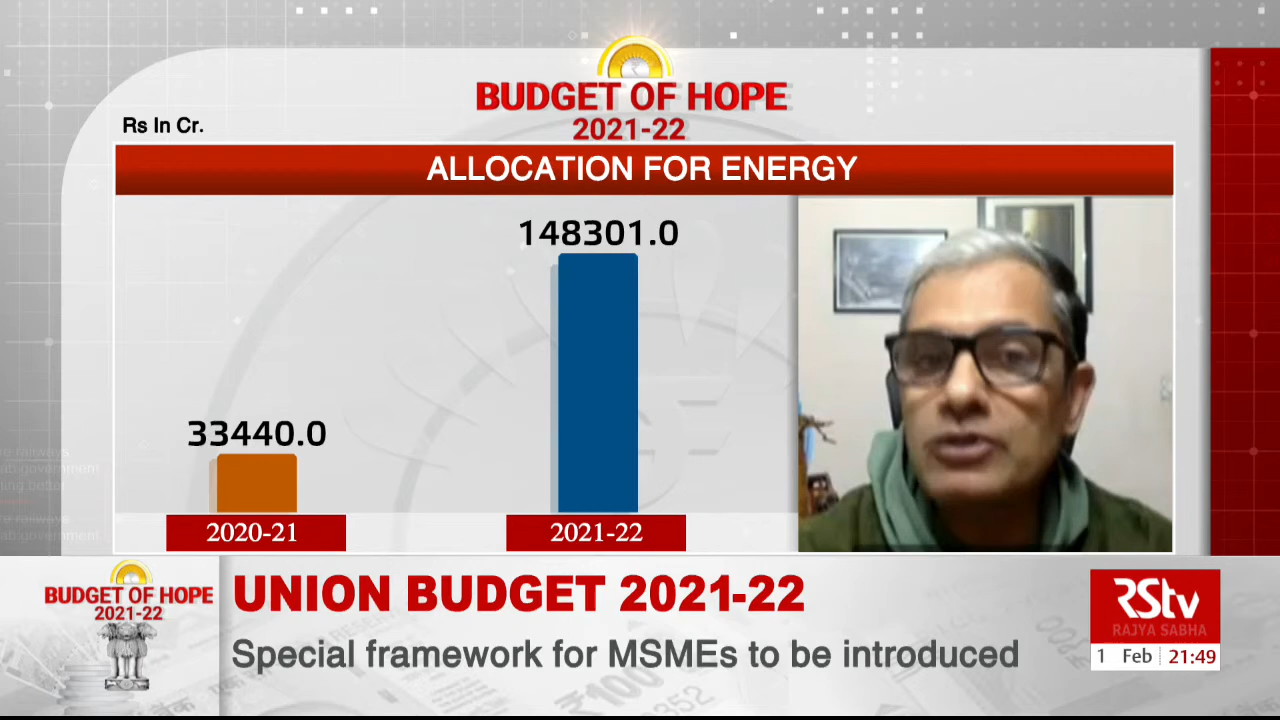 BUDGET OF HOPE
2021-22
Rs In Cr.
ALLOCATION FOR ENERGY
148301.0
33440.0
2020-21
2021-22
BUDGET OF HOPE
2021-22
UNION BUDGET 2021-22
Special framework for MSMEs to be introduced
RStv
RAJYA SABHA
1 Feb 21:49